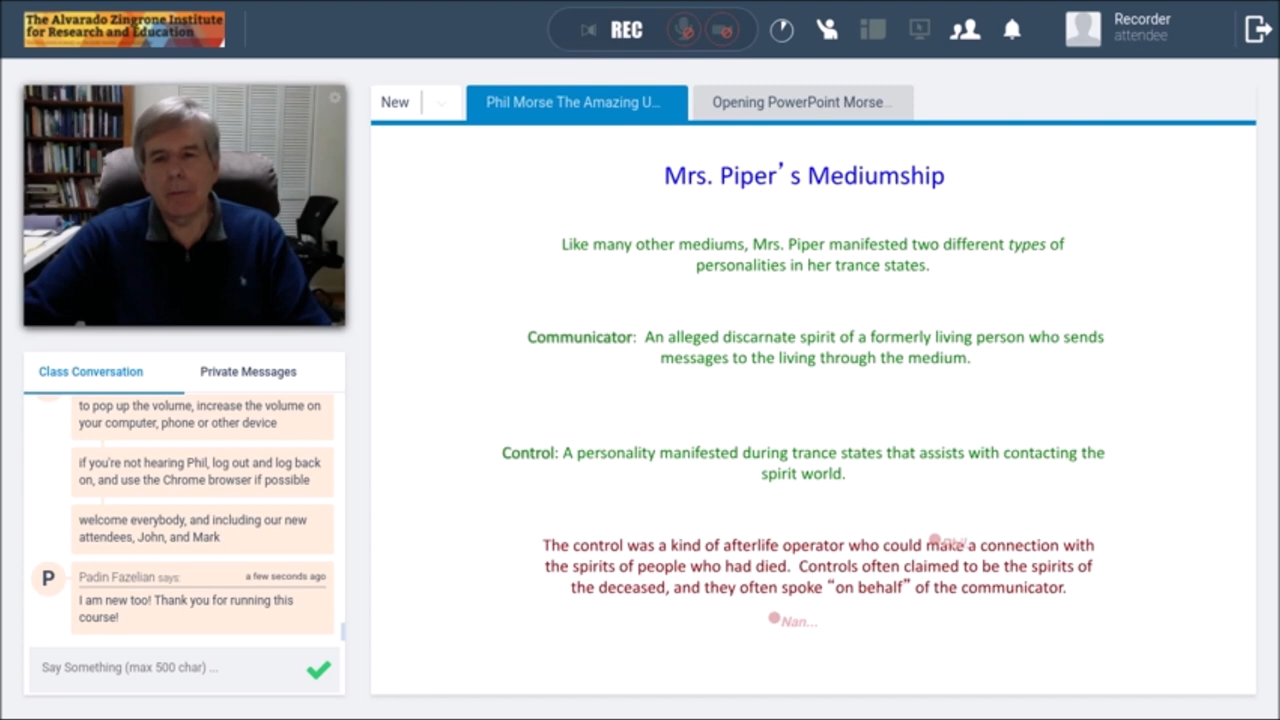 The Alvarado Zingrone Institute
for Research and Education
REC
Recorder
attendee
New
Phil Morse The Amazing U...
Opening PowerPoint Morse...
Mrs. Piper’s Mediumship
Like many other mediums, Mrs. Piper manifested two different types of
personalities in her trance states.
Communicator: An alleged discarnate spirit of a formerly living person who sends
messages to the living through the medium.
Control: A personality manifested during trance states that assists with contacting the
spirit world.
The control was a kind of afterlife operator who could make a connection with
the spirits of people who had died. Controls often claimed to be the spirits of
the deceased, and they often spoke “on behalf” of the communicator.
Nan...
Class Conversation
Private Messages
to pop up the volume, increase the volume on
your computer, phone or other device
if you're not hearing Phil, log out and log back
on, and use the Chrome browser if possible
welcome everybody, and including our new
attendees, John, and Mark
P
Padin Fazelian says:
a few seconds ago
I am new too! Thank you for running this
course!
Say Something (max 500 char) ...